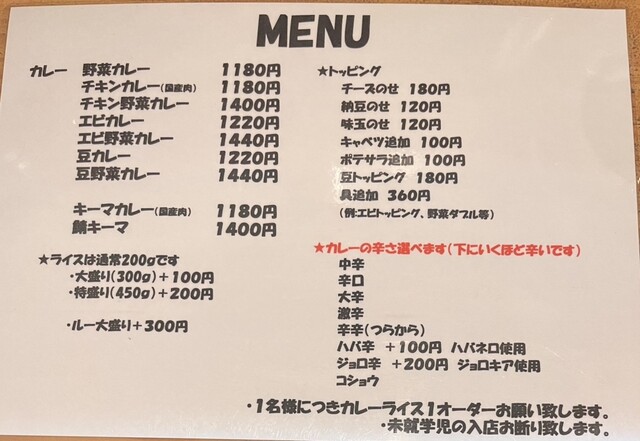 MENU
カレー 野菜カレー 1180円
チキンカレー(国産肉) 1180円
チキン野菜カレー 1400円
エビカレー 1220円
エビ野菜カレー 1440円
豆カレー 1220円
豆野菜カレー 1440円
キーマカレー(国産肉) 1180円
鯖キーマ 1400円
★ライスは通常200gです
・大盛り(300g)+100円
・特盛り(450g)+200円
・ルー大盛り+300円
★トッピング
チーズのせ 180円
納豆のせ 120円
味玉のせ 120円
キャベツ追加 100円
ポテサラ追加 100円
豆トッピング 180円
具追加 360円
(例:エビトッピング、野菜ダブル等)
★カレーの辛さ選べます(下にいくほど辛いです)
中辛
辛口
大辛
激辛
辛辛(つらから)
ハバ辛 +100円 ハバネロ使用
ジョロ辛 +200円 ジョロキア使用
コショウ
・1名様につきカレーライス1オーダーお願い致します。
・未就学児の入店お断り致します。